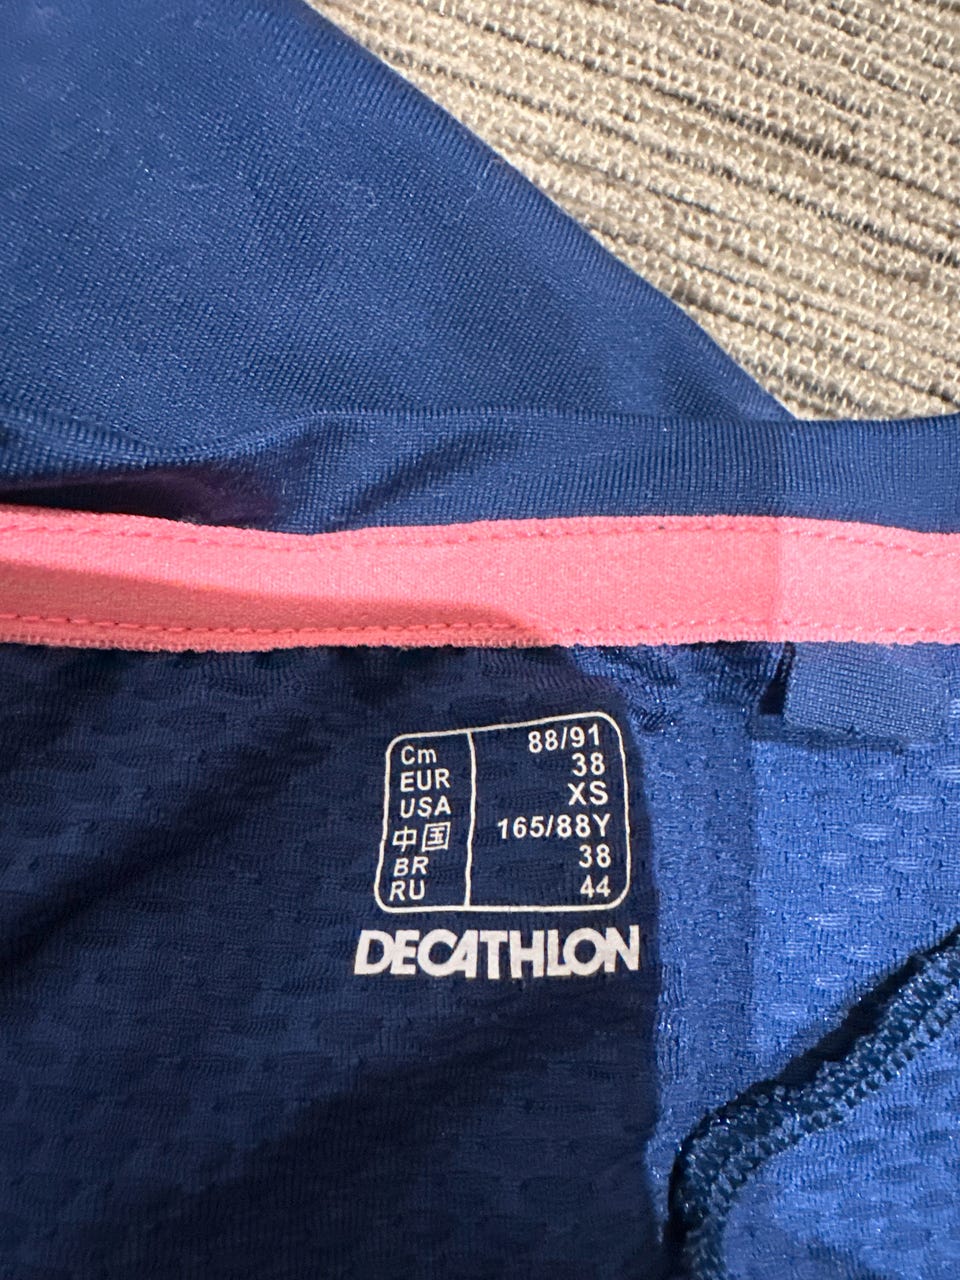 Cm 88/91
EUR 38
USA XS
中国 165/88Y
BR 38
RU 44
DECATHLON